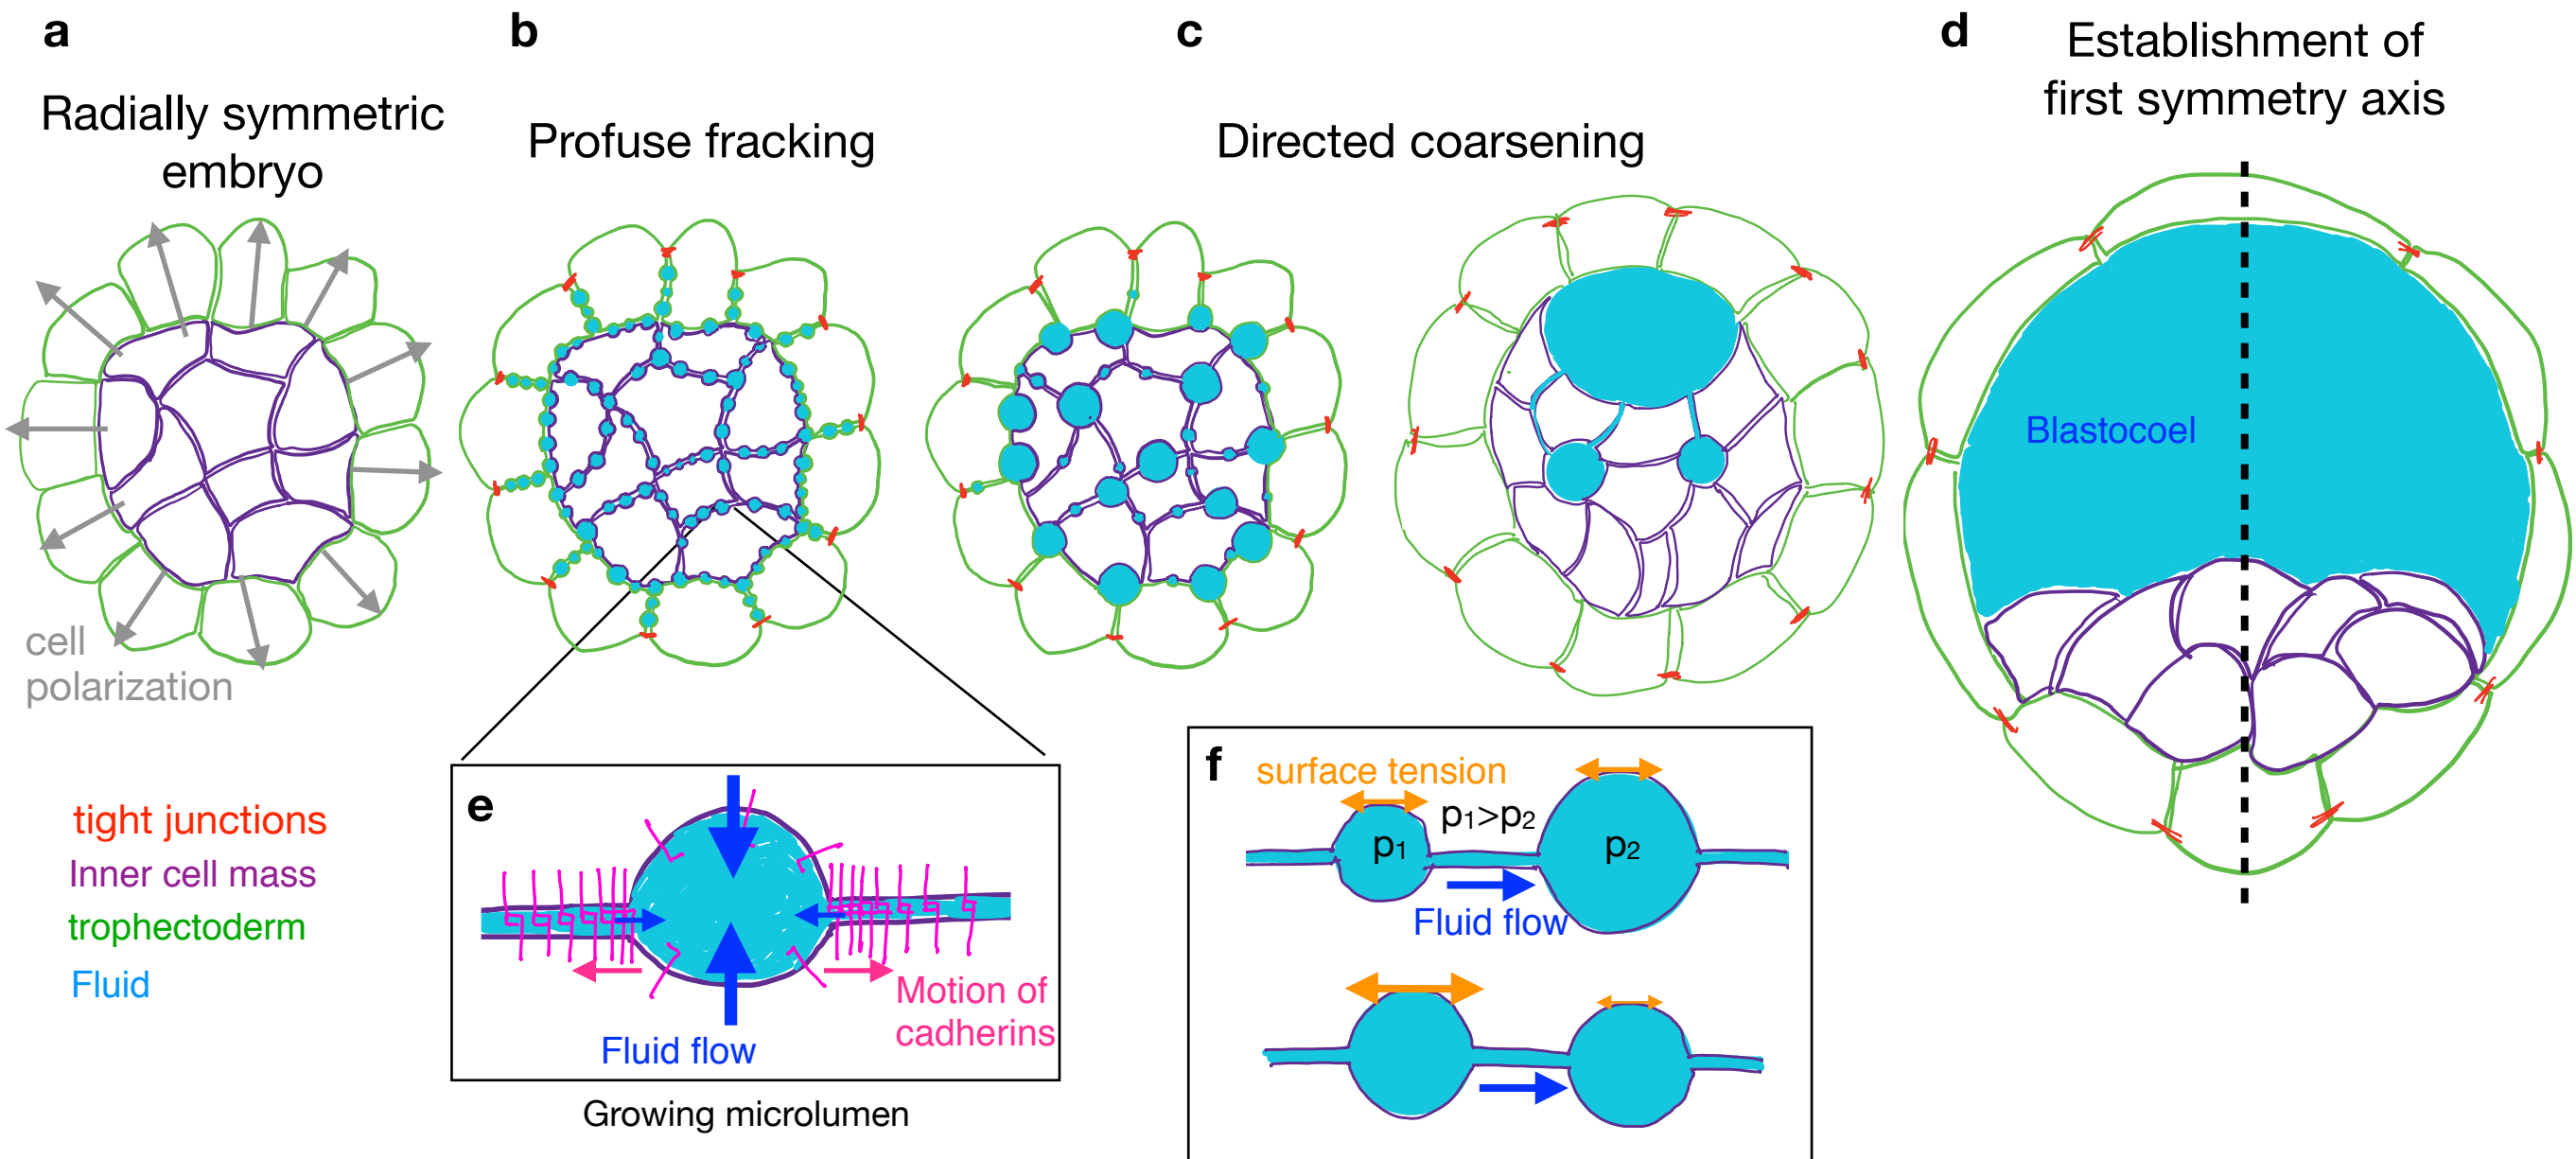 a
Radially symmetric
embryo
cell
polarization
tight junctions
Inner cell mass
trophectoderm
Fluid
b
Profuse fracking
c
Directed coarsening
d
Establishment of
first symmetry axis
Blastocoel
e
Fluid flow
Motion of
cadherins
Growing microlumen
f
surface tension
p₁>p₂
p₁
p₂
Fluid flow